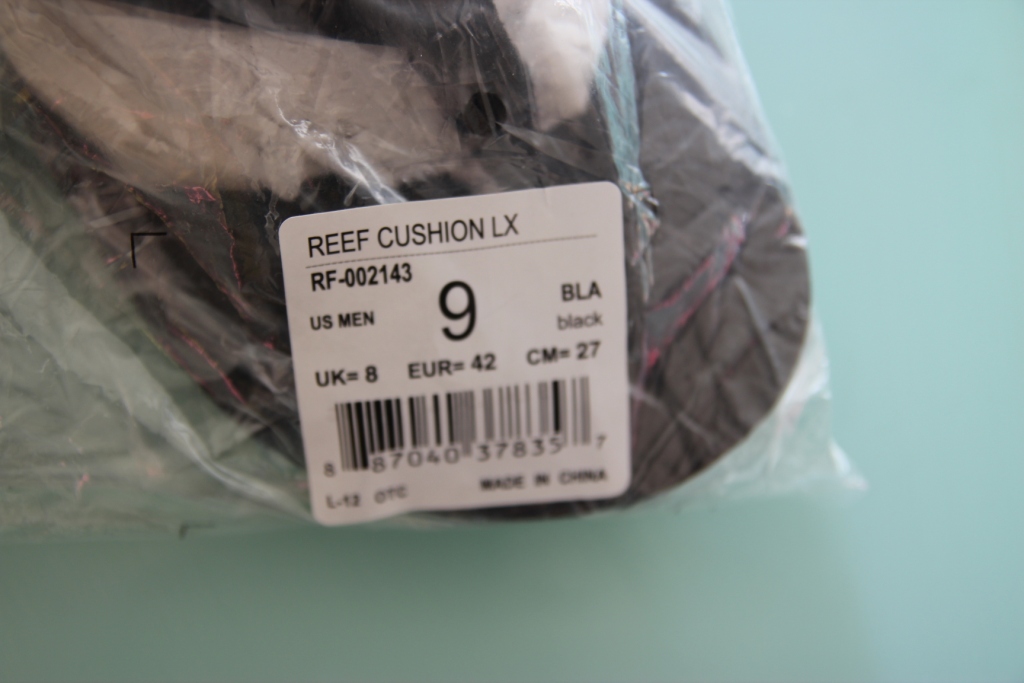 REEF CUSHION LX
RF-002143
BLA
US MEN 9 black
UK= 8 EUR= 42 CM= 27
8 87040 37835 7
L-12 OTC MADE IN CHINA